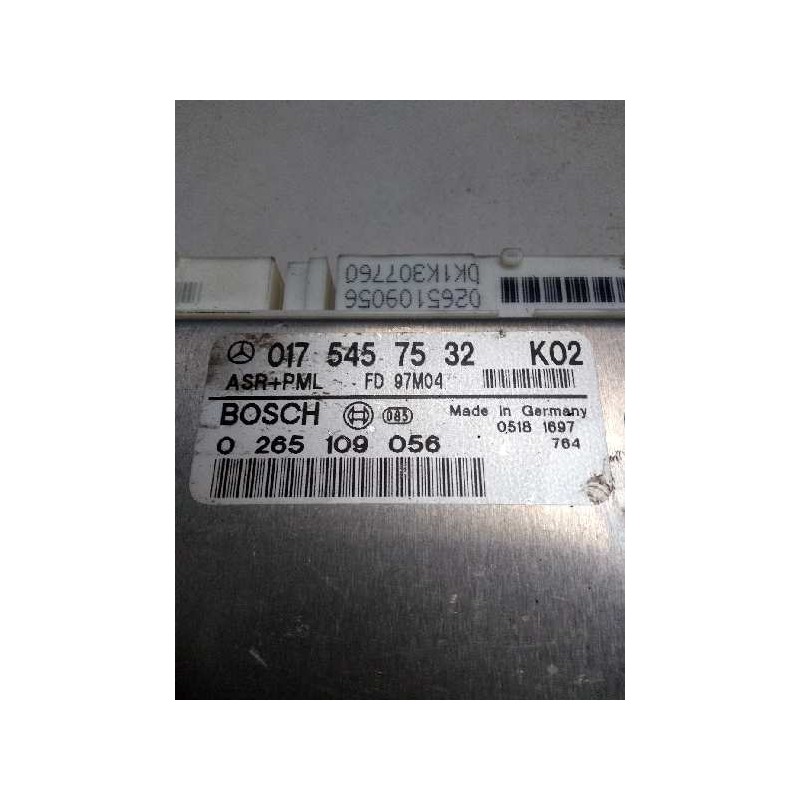 DK1K307760
0265109056
017 545 75 32 K02
ASR+PML FD 97M04
BOSCH 085 Made in Germany
0518 1697
0 265 109 056 764